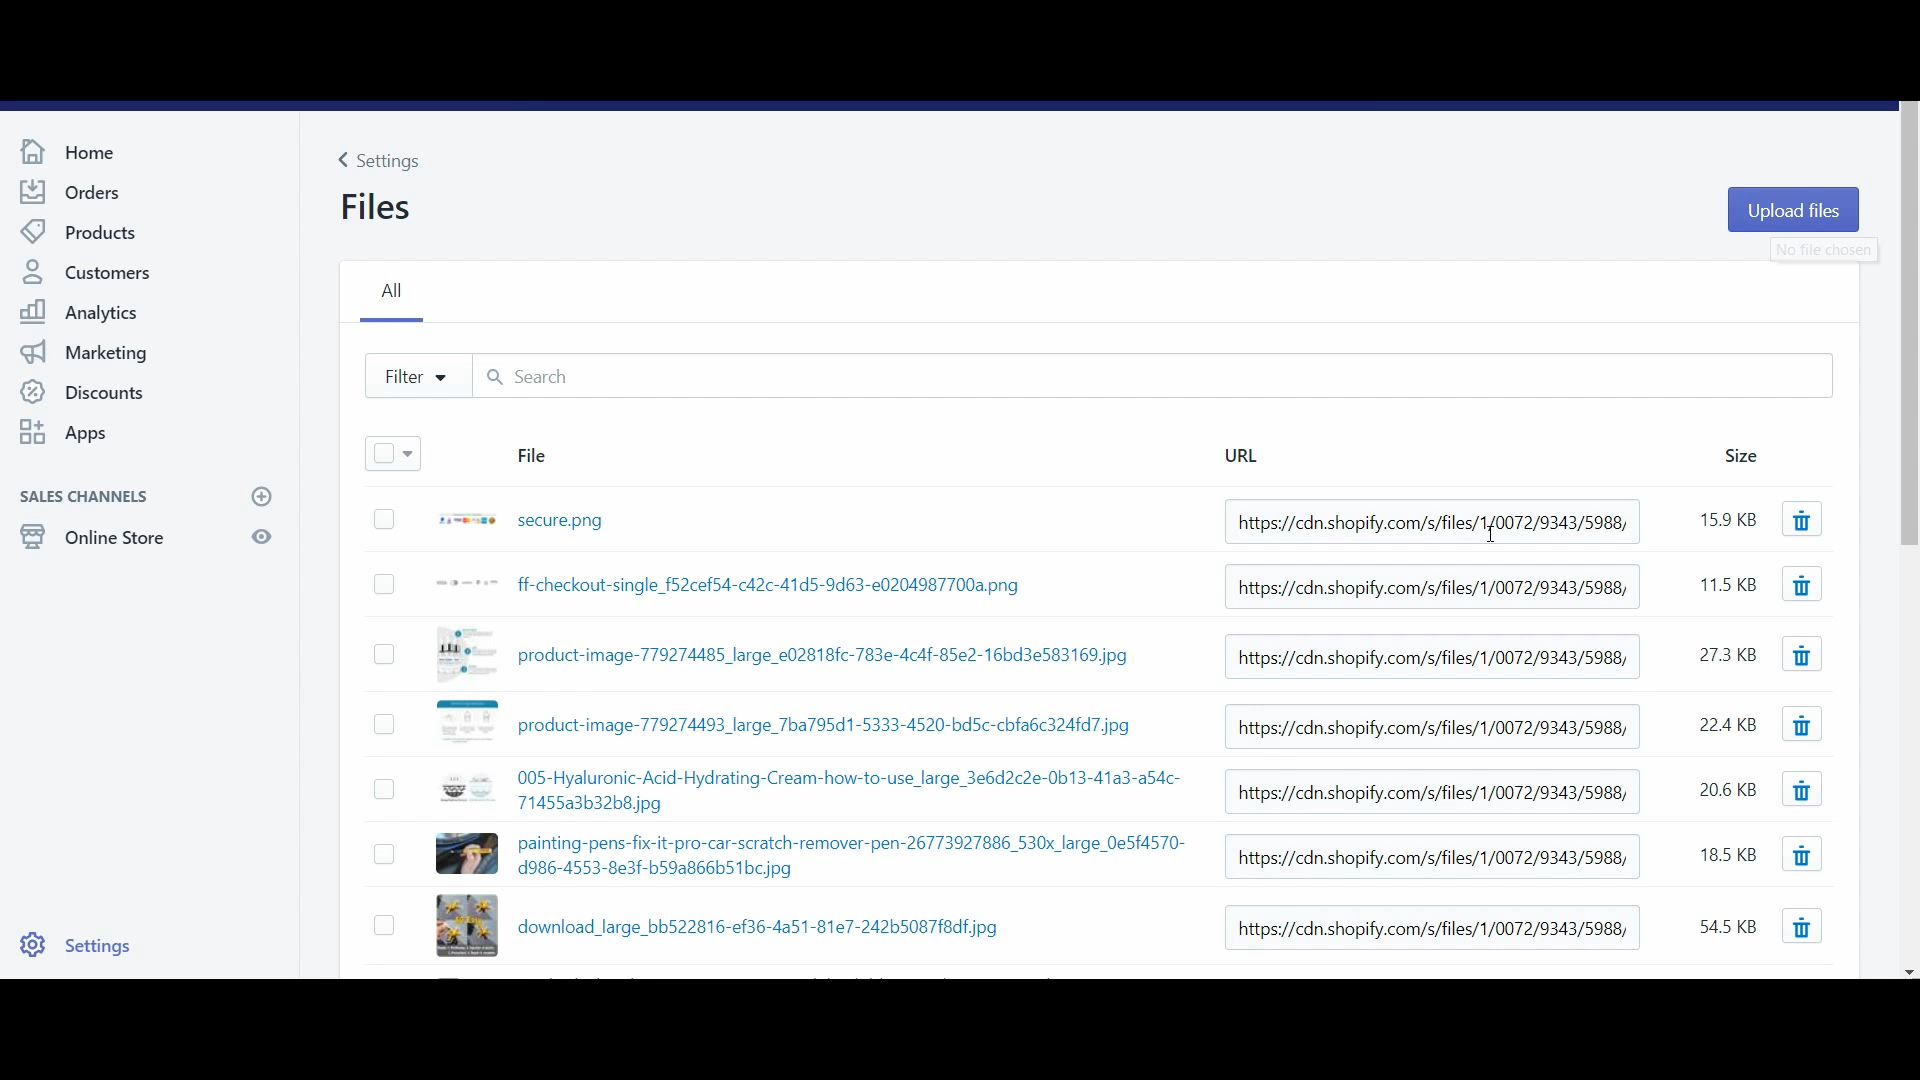 Home
Orders
Products
Customers
Analytics
Marketing
Discounts
Apps
SALES CHANNELS
Online Store
Settings
Settings
Files
Upload files
No file chosen
All
Filter
Search
File URL Size
secure.png https://cdn.shopify.com/s/files/1/0072/9343/5988/ 15.9 KB
ff-checkout-single_f52cef54-c42c-41d5-9d63-e0204987700a.png https://cdn.shopify.com/s/files/1/0072/9343/5988/ 11.5 KB
product-image-779274485_large_e02818fc-783e-4c4f-85e2-16bd3e583169.jpg https://cdn.shopify.com/s/files/1/0072/9343/5988/ 27.3 KB
product-image-779274493_large_7ba795d1-5333-4520-bd5c-cbfa6c324fd7.jpg https://cdn.shopify.com/s/files/1/0072/9343/5988/ 22.4 KB
005-Hyaluronic-Acid-Hydrating-Cream-how-to-use_large_3e6d2c2e-0b13-41a3-a54c-
71455a3b32b8.jpg https://cdn.shopify.com/s/files/1/0072/9343/5988/ 20.6 KB
painting-pens-fix-it-pro-car-scratch-remover-pen-26773927886_530x_large_0e5f4570-
d986-4553-8e3f-b59a866b51bc.jpg https://cdn.shopify.com/s/files/1/0072/9343/5988/ 18.5 KB
download_large_bb522816-ef36-4a51-81e7-242b5087f8df.jpg https://cdn.shopify.com/s/files/1/0072/9343/5988/ 54.5 KB